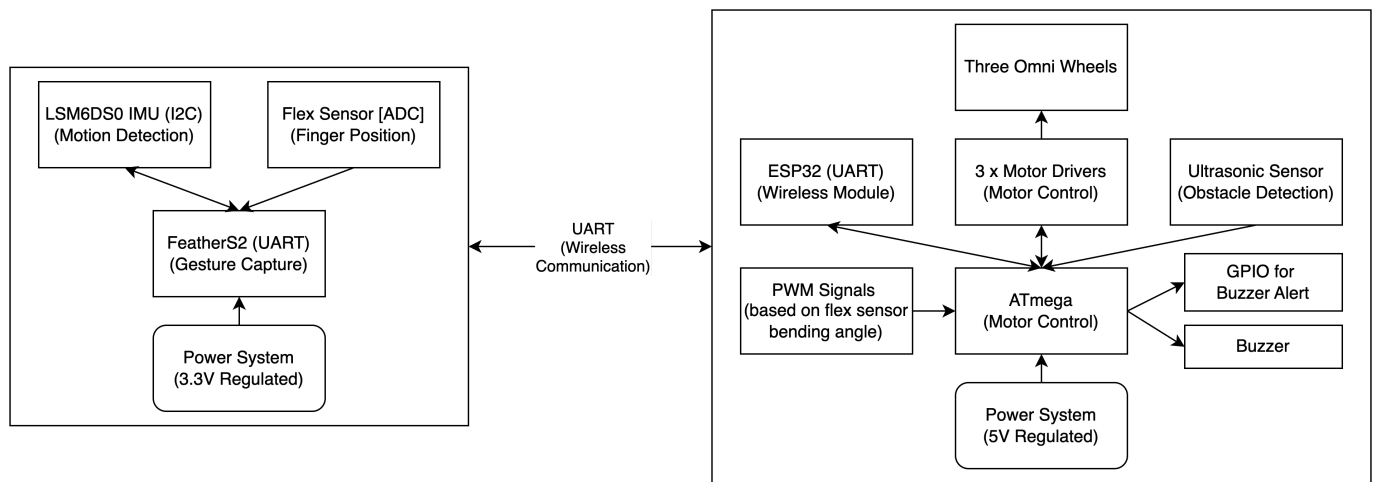 LSM6DS0 IMU (I2C)
(Motion Detection)
Flex Sensor [ADC]
(Finger Position)
FeatherS2 (UART)
(Gesture Capture)
Power System
(3.3V Regulated)
UART
(Wireless
Communication)
Three Omni Wheels
ESP32 (UART)
(Wireless Module)
3 x Motor Drivers
(Motor Control)
Ultrasonic Sensor
(Obstacle Detection)
PWM Signals
(based on flex sensor
bending angle)
ATmega
(Motor Control)
GPIO for
Buzzer Alert
Buzzer
Power System
(5V Regulated)